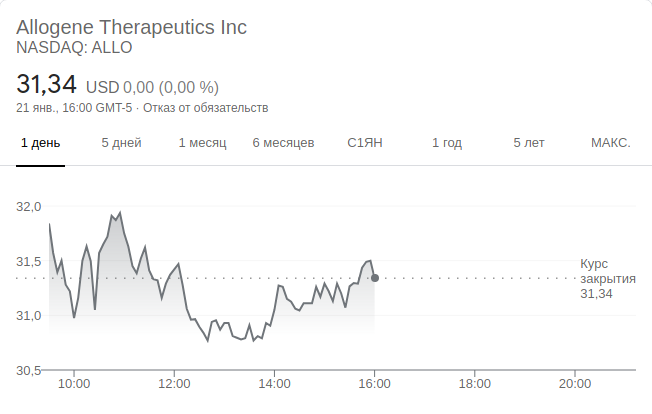 Allogene Therapeutics Inc
NASDAQ: ALLO
31,34 USD 0,00 (0,00 %)
21 янв., 16:00 GMT-5 · Отказ от обязательств
1 день 5 дней 1 месяц 6 месяцев С1ЯН 1 год 5 лет МАКС.
32,0
31,5
Курс
закрытия
31,34
31,0
30,5
10:00 12:00 14:00 16:00 18:00 20:00